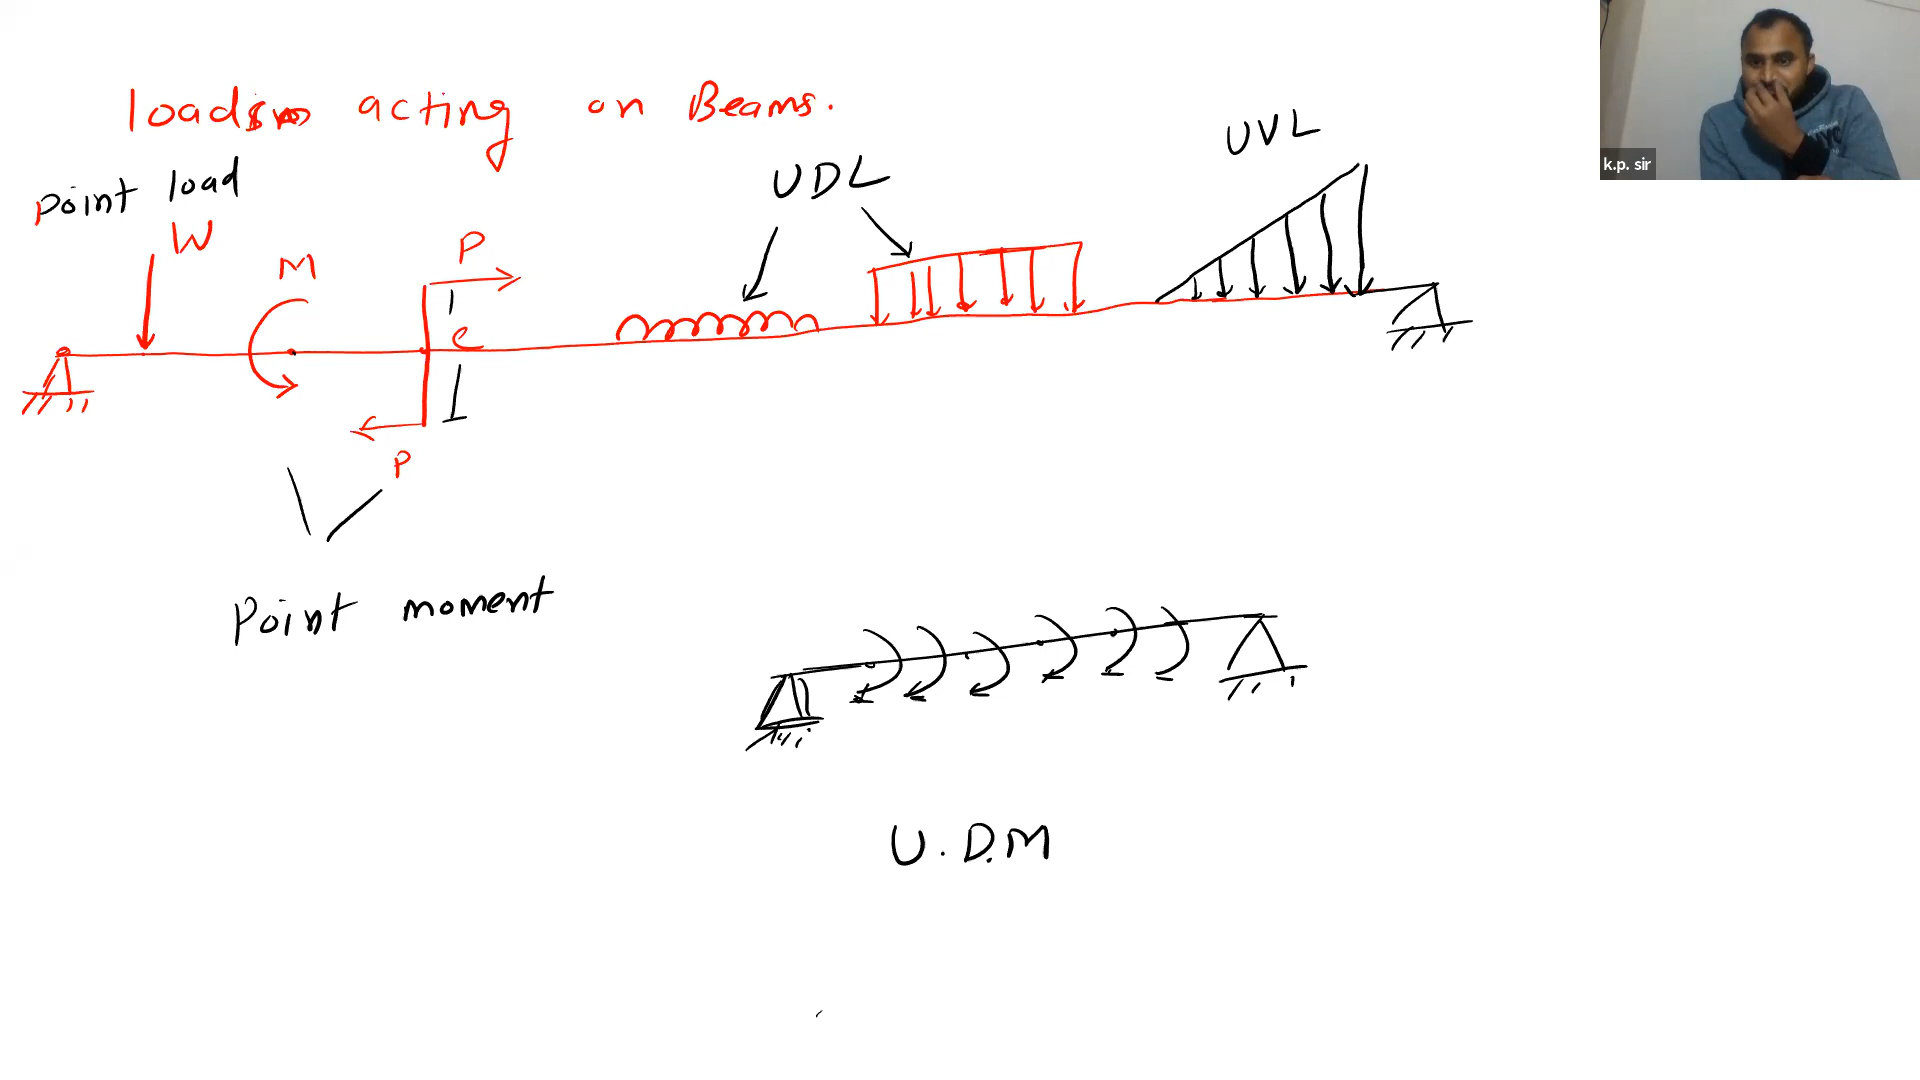 loads acting on Beams.
UVL
k.p. sir
point load
UDL
W
P
M
e
P
Point moment
U.D.M